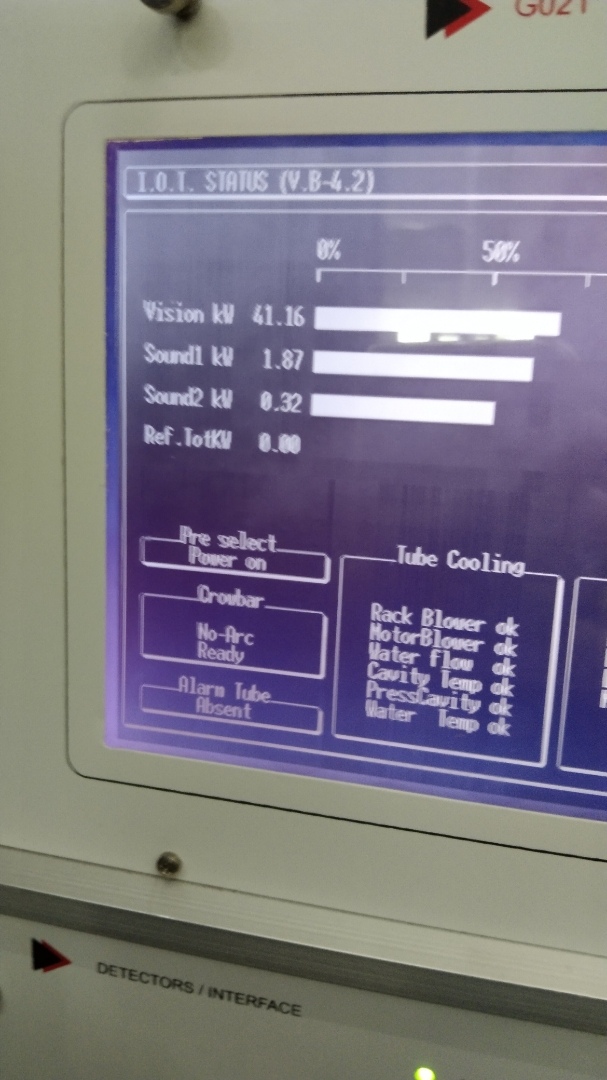 G021
I.O.T. STATUS (V.B-4.2)
0% 50%
Vision kW 41.16
Sound1 kW 1.87
Sound2 kW 0.32
Ref.TotKW 0.00
Pre select
Power on
Crowbar
No-Arc
Ready
Alarm Tube
Absent
Tube Cooling
Rack Blower ok
MotorBlower ok
Water flow ok
Cavity Temp ok
PressCavity ok
Water Temp ok
DETECTORS / INTERFACE